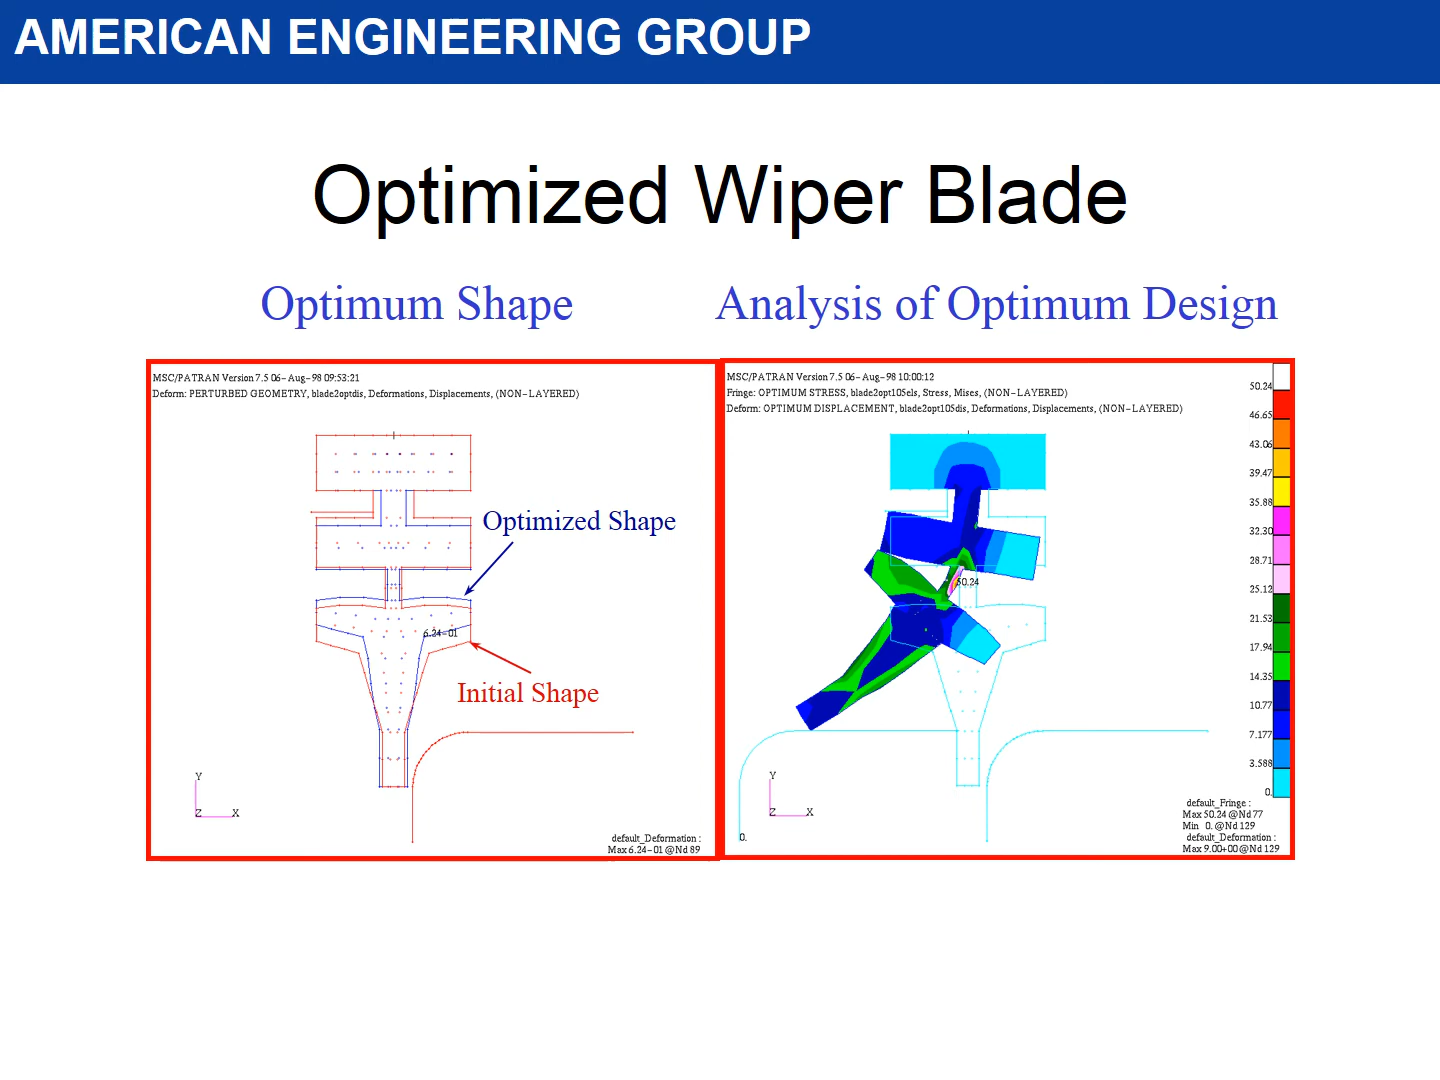 AMERICAN ENGINEERING GROUP
Optimized Wiper Blade
Optimum Shape
Analysis of Optimum Design
MSC/PATRAN Version 7.5 06-Aug-98 09:53:21
Deform: PERTURBED GEOMETRY, blade2optdis, Deformations, Displacements, (NON-LAYERED)
Optimized Shape
6.24-01
Initial Shape
Y
Z
X
default_Deformation :
Max 6.24-01 @Nd 89
MSC/PATRAN Version 7.5 06-Aug-98 10:00:12
Fringe: OPTIMUM STRESS, blade2opt105els, Stress, Mises, (NON-LAYERED)
Deform: OPTIMUM DISPLACEMENT, blade2opt105dis, Deformations, Displacements, (NON-LAYERED)
50.24
46.65
43.06
39.47
35.88
32.30
28.71
25.12
21.53
17.94
14.35
10.77
7.177
3.588
0.
50.24
Y
Z
X
0.
default_Fringe :
Max 50.24 @Nd 77
Min 0. @Nd 129
default_Deformation :
Max 9.00+00 @Nd 129